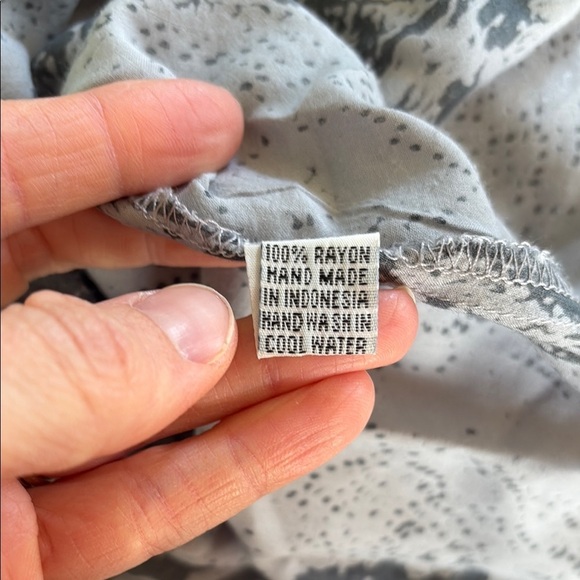 100% RAYON
HAND MADE
IN INDONESIA
HAND WASH IN
COOL WATER